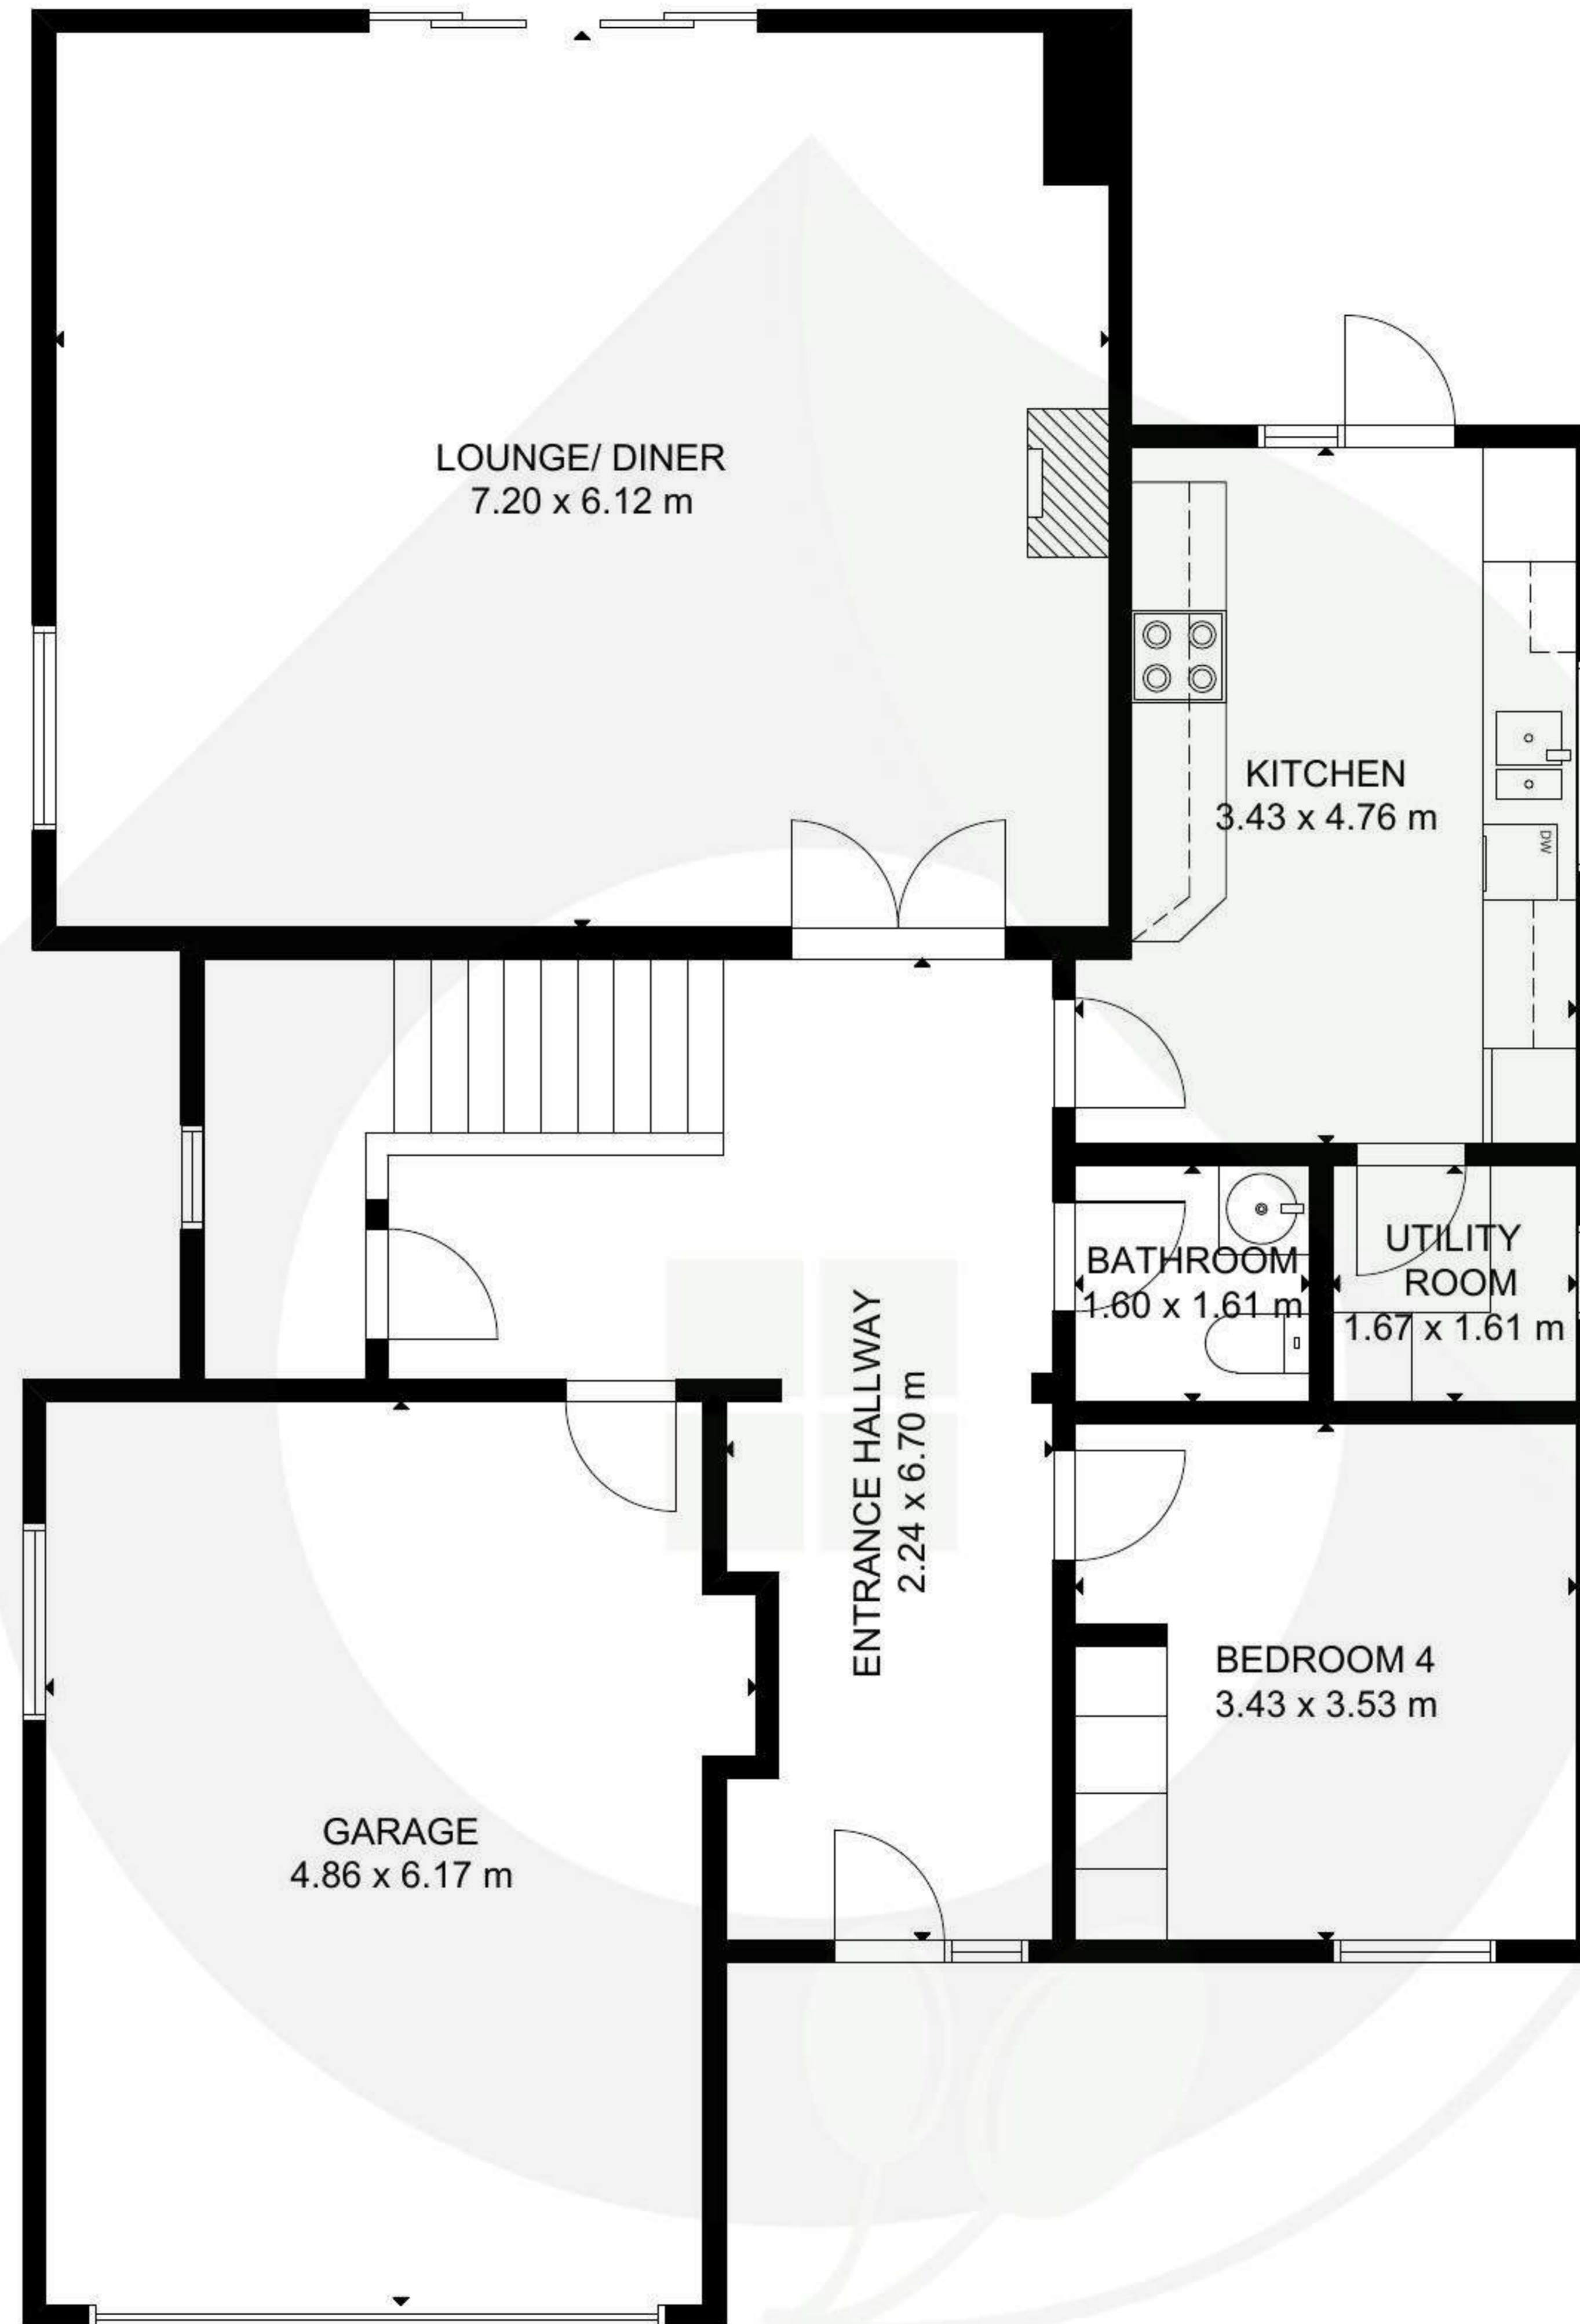 LOUNGE/ DINER
7.20 x 6.12 m
KITCHEN
3.43 x 4.76 m
DW
BATHROOM
1.60 x 1.61 m
UTILITY
ROOM
1.67 x 1.61 m
ENTRANCE HALLWAY
2.24 x 6.70 m
BEDROOM 4
3.43 x 3.53 m
GARAGE
4.86 x 6.17 m